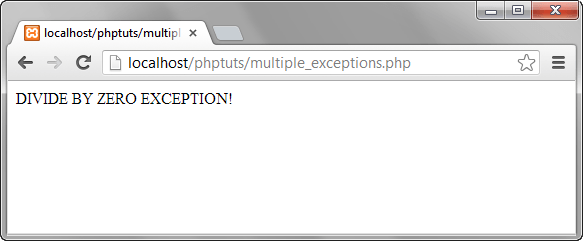 localhost/phptuts/multipl
localhost/phptuts/multiple_exceptions.php
DIVIDE BY ZERO EXCEPTION!